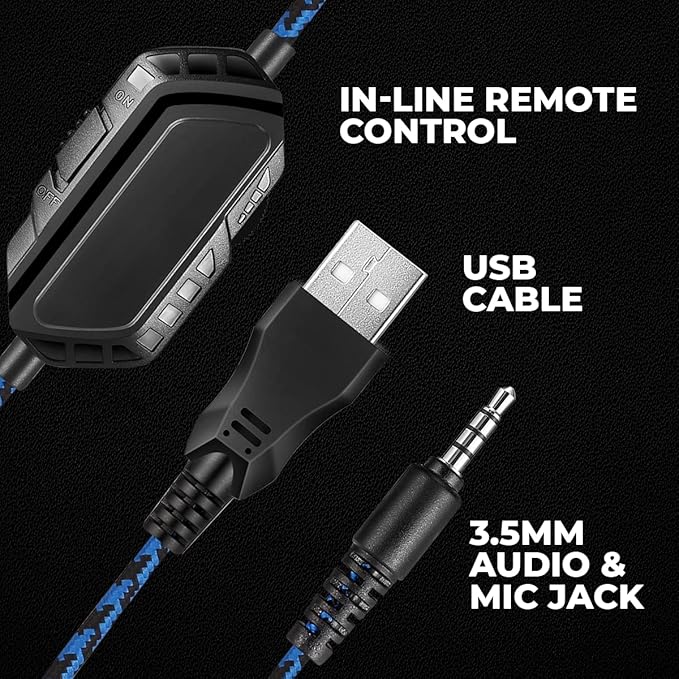 ON
OFF
IN-LINE REMOTE
CONTROL
USB
CABLE
3.5MM
AUDIO &
MIC JACK